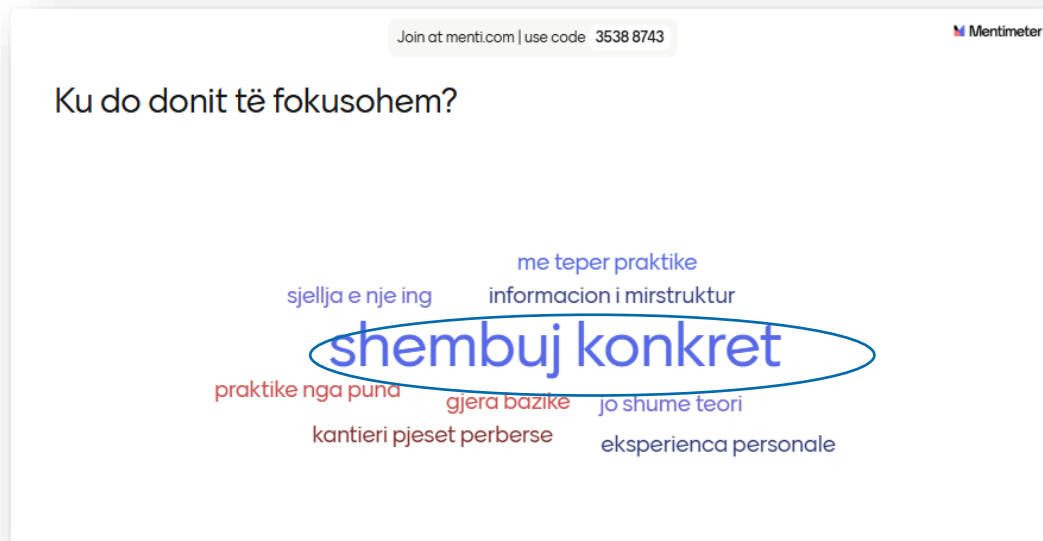 Join at menti.com | use code 3538 8743
Mentimeter
Ku do donit të fokusohem?
me teper praktike
sjellja e nje ing
informacion i mirstruktur
shembuj konkret
praktike nga puna
gjera bazike
jo shume teori
kantieri pjeset perberse
eksperienca personale